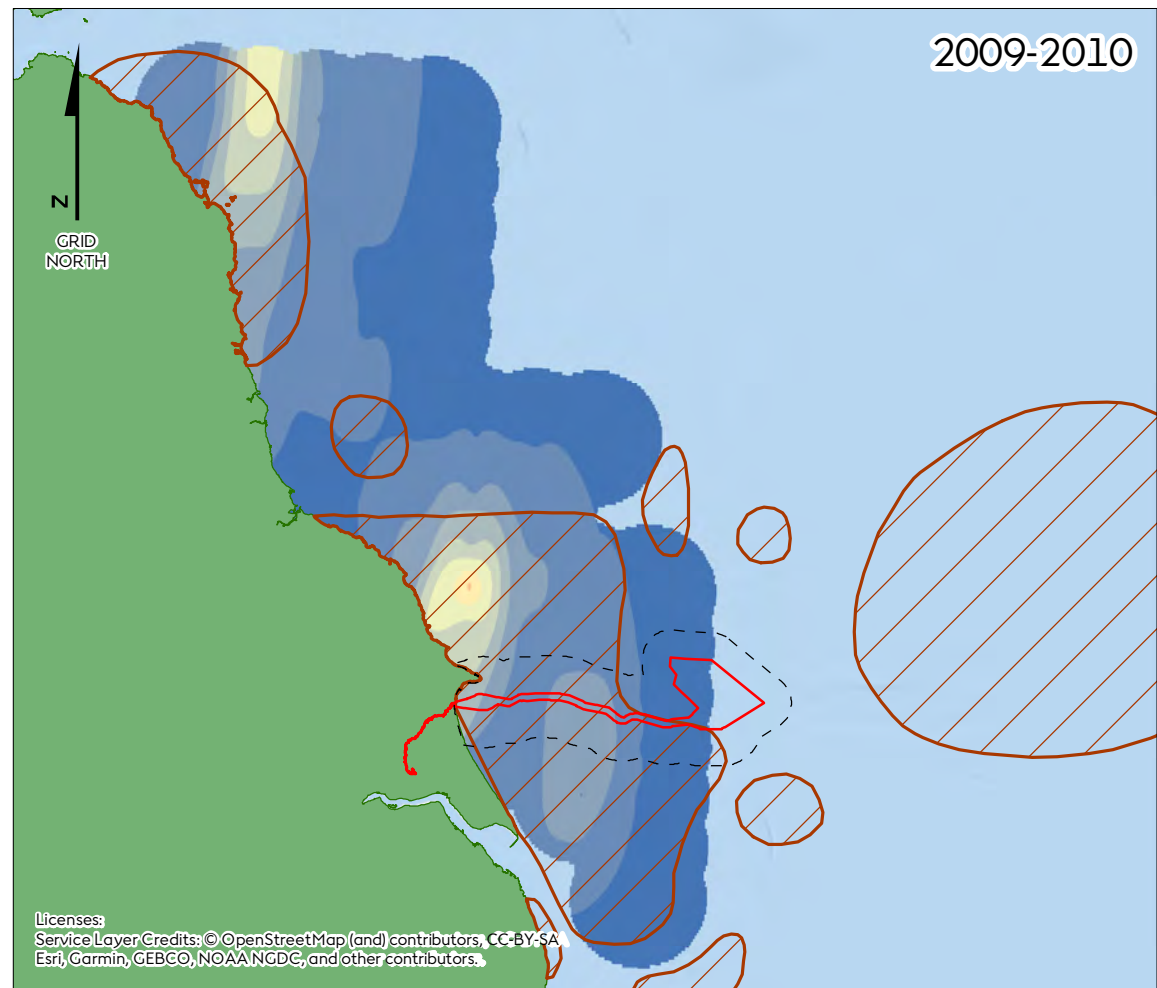 2009-2010
N
GRID
NORTH
Licenses:
Service Layer Credits: © OpenStreetMap (and) contributors, CC-BY-SA
Esri, Garmin, GEBCO, NOAA NGDC, and other contributors.